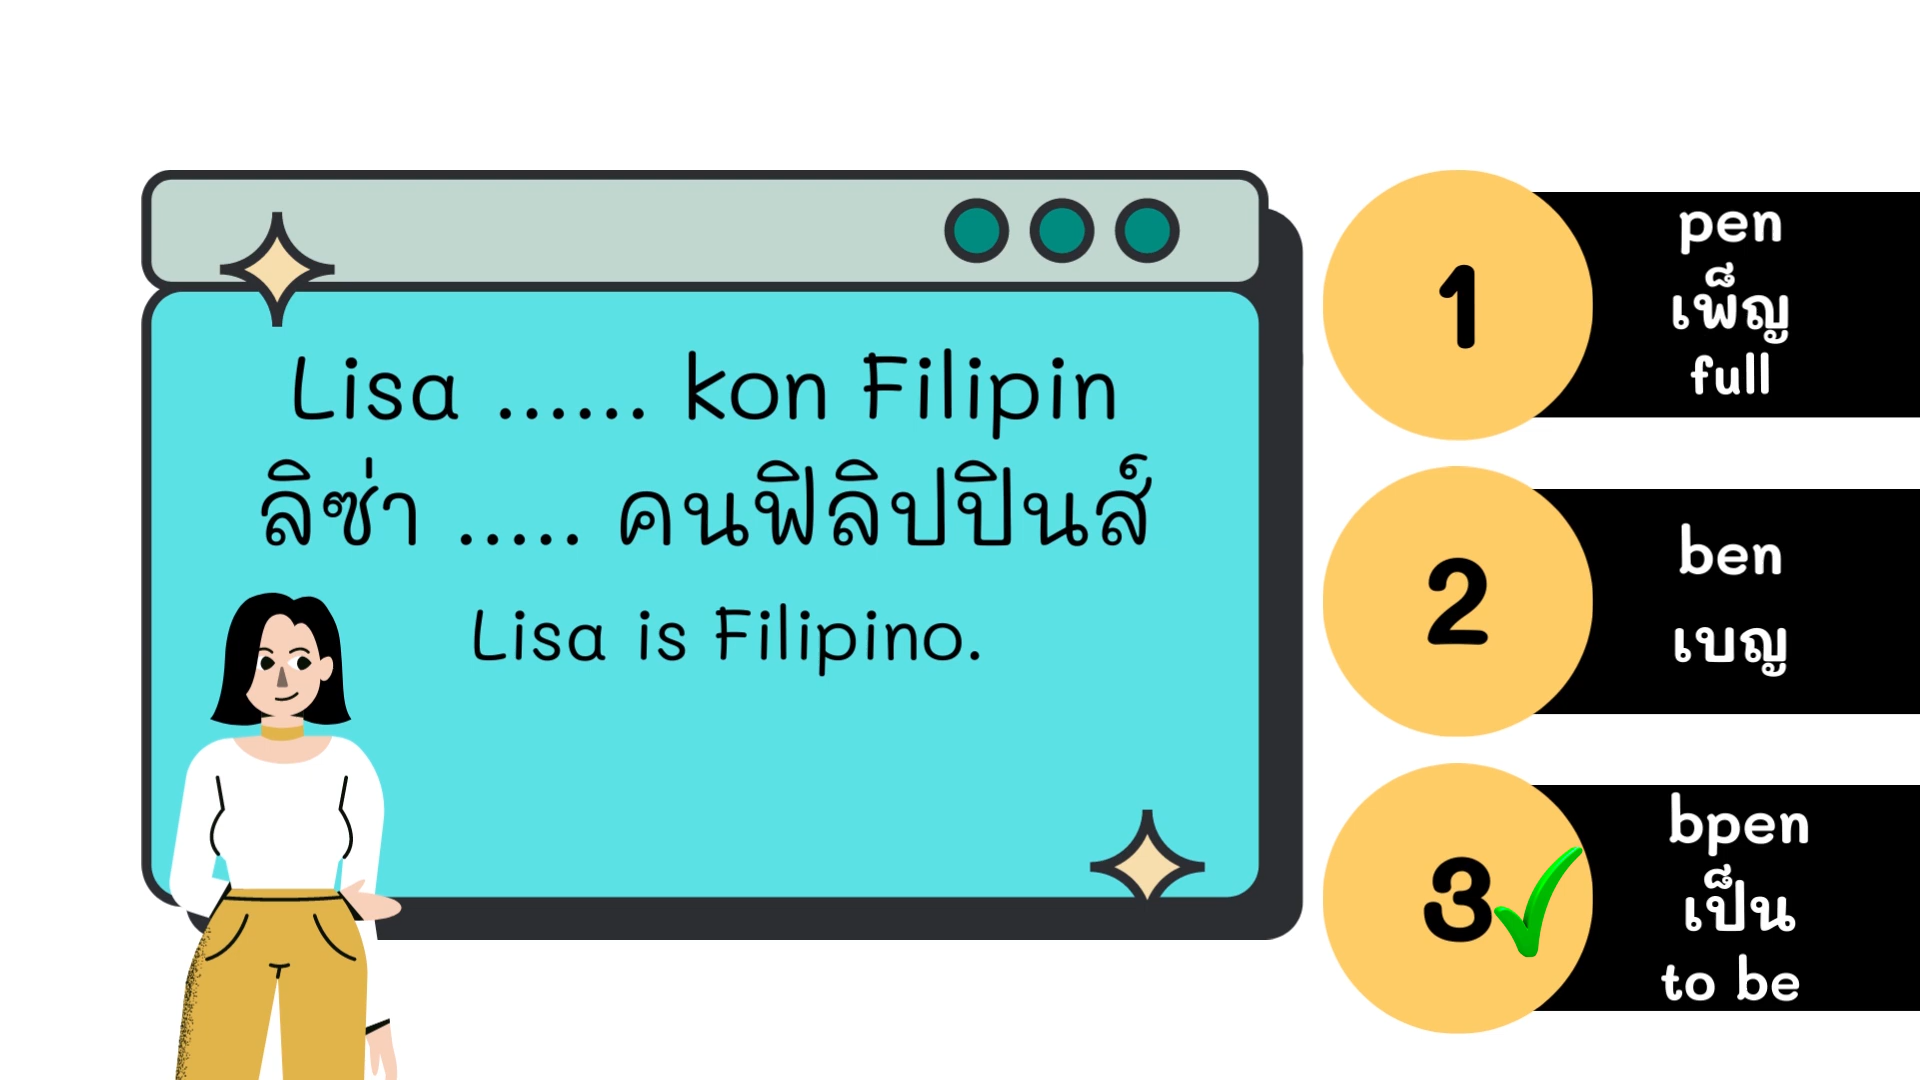 Lisa ...... kon Filipin
ลิซ่า ..... คนฟิลิปปินส์
Lisa is Filipino.
1
pen
เพ็ญ
full
2
ben
เบญ
3
bpen
เป็น
to be